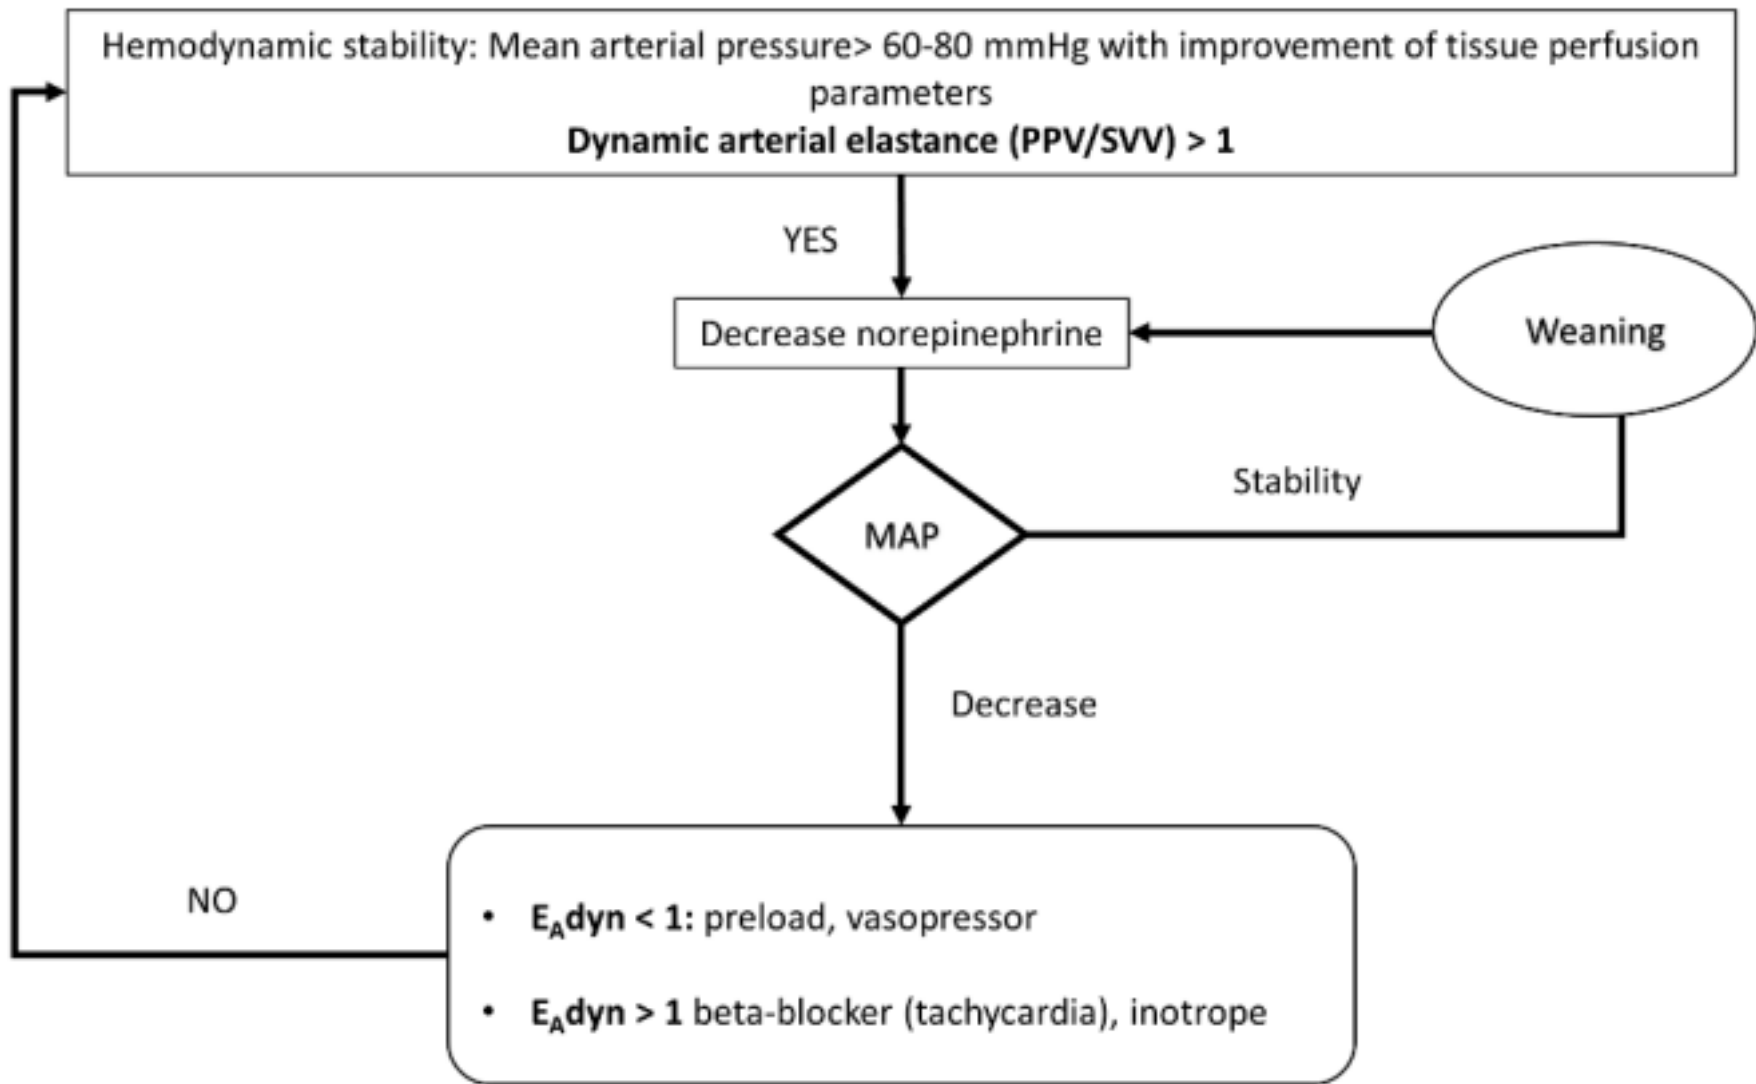 Hemodynamic stability: Mean arterial pressure> 60-80 mmHg with improvement of tissue perfusion
parameters
Dynamic arterial elastance (PPV/SVV) > 1
YES
Decrease norepinephrine
Weaning
Stability
MAP
Decrease
NO
• EAdyn < 1: preload, vasopressor
• EAdyn > 1 beta-blocker (tachycardia), inotrope